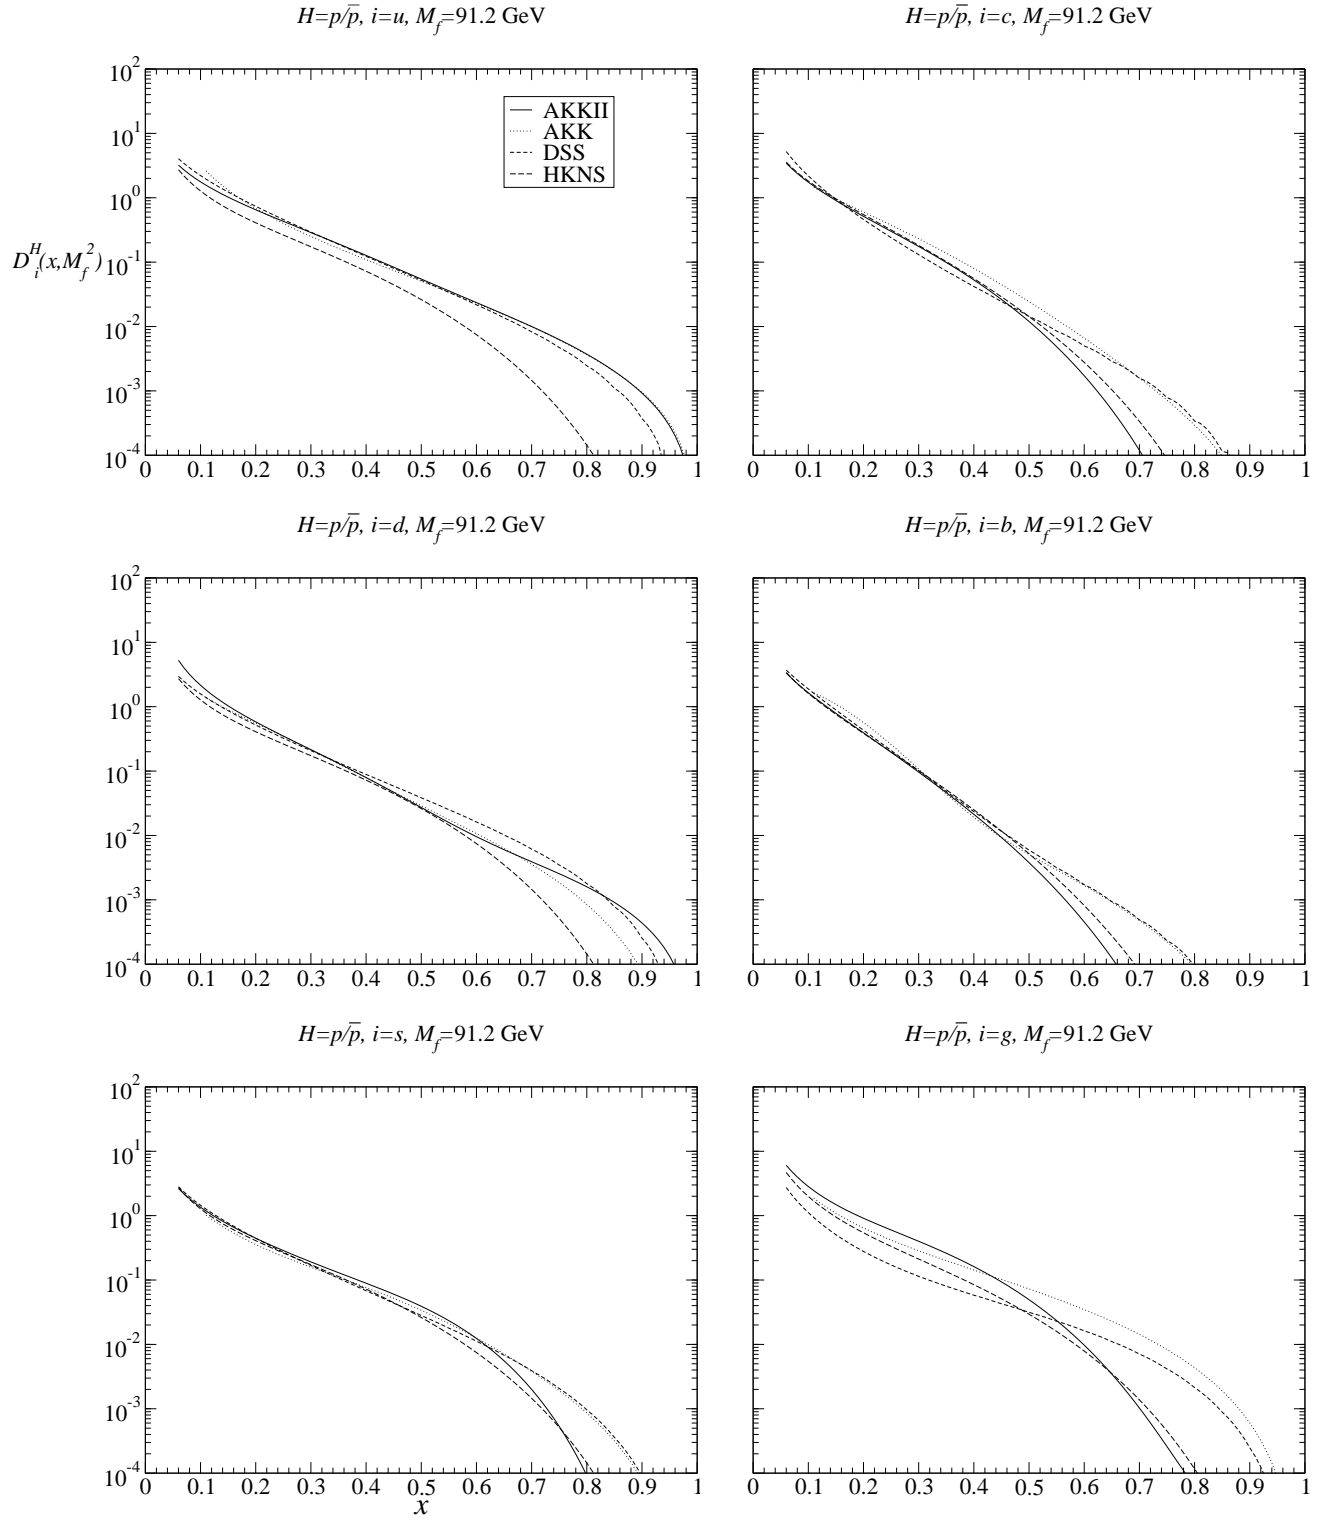 H=p/p̅, i=u, M_f=91.2 GeV
H=p/p̅, i=c, M_f=91.2 GeV
10^2
10^1
10^0
10^-1
10^-2
10^-3
10^-4
D_i^H(x,M_f^2)
AKKII
AKK
DSS
HKNS
0 0.1 0.2 0.3 0.4 0.5 0.6 0.7 0.8 0.9 1
0 0.1 0.2 0.3 0.4 0.5 0.6 0.7 0.8 0.9 1
H=p/p̅, i=d, M_f=91.2 GeV
H=p/p̅, i=b, M_f=91.2 GeV
10^2
10^1
10^0
10^-1
10^-2
10^-3
10^-4
0 0.1 0.2 0.3 0.4 0.5 0.6 0.7 0.8 0.9 1
0 0.1 0.2 0.3 0.4 0.5 0.6 0.7 0.8 0.9 1
H=p/p̅, i=s, M_f=91.2 GeV
H=p/p̅, i=g, M_f=91.2 GeV
10^2
10^1
10^0
10^-1
10^-2
10^-3
10^-4
0 0.1 0.2 0.3 0.4 0.5 0.6 0.7 0.8 0.9 1
0 0.1 0.2 0.3 0.4 0.5 0.6 0.7 0.8 0.9 1
x